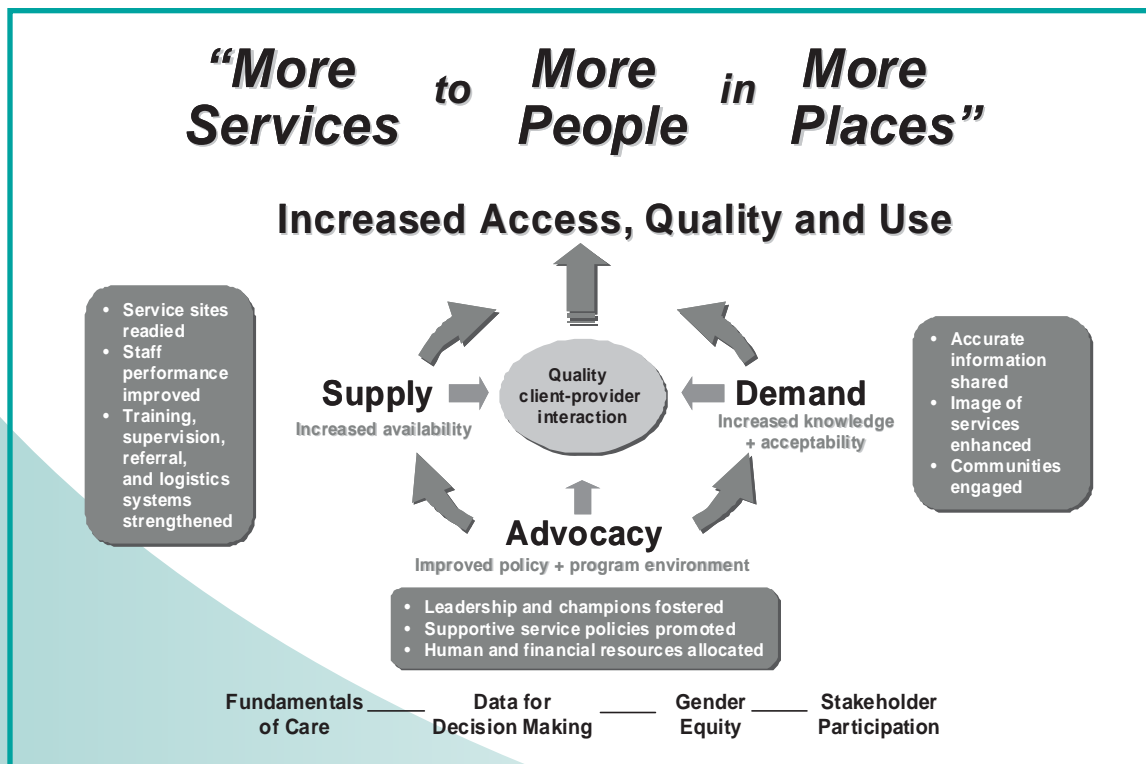 “More Services to More People in More Places”
Increased Access, Quality and Use
• Service sites
readied
• Staff
performance
improved
• Training,
supervision,
referral,
and logistics
systems
strengthened
Supply
Increased availability
Quality
client-provider
interaction
Demand
Increased knowledge
+ acceptability
• Accurate
information
shared
• Image of
services
enhanced
• Communities
engaged
Advocacy
Improved policy + program environment
• Leadership and champions fostered
• Supportive service policies promoted
• Human and financial resources allocated
Fundamentals
of Care
Data for
Decision Making
Gender
Equity
Stakeholder
Participation